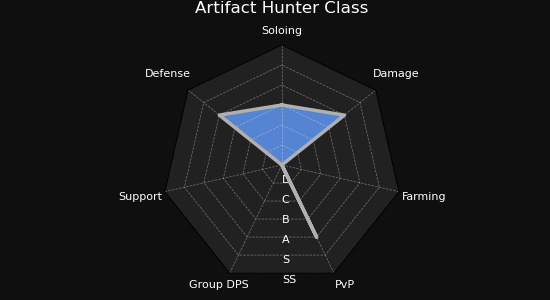 Artifact Hunter Class
Soloing
Defense
Damage
Support
Farming
D
C
B
A
S
SS
Group DPS
PvP